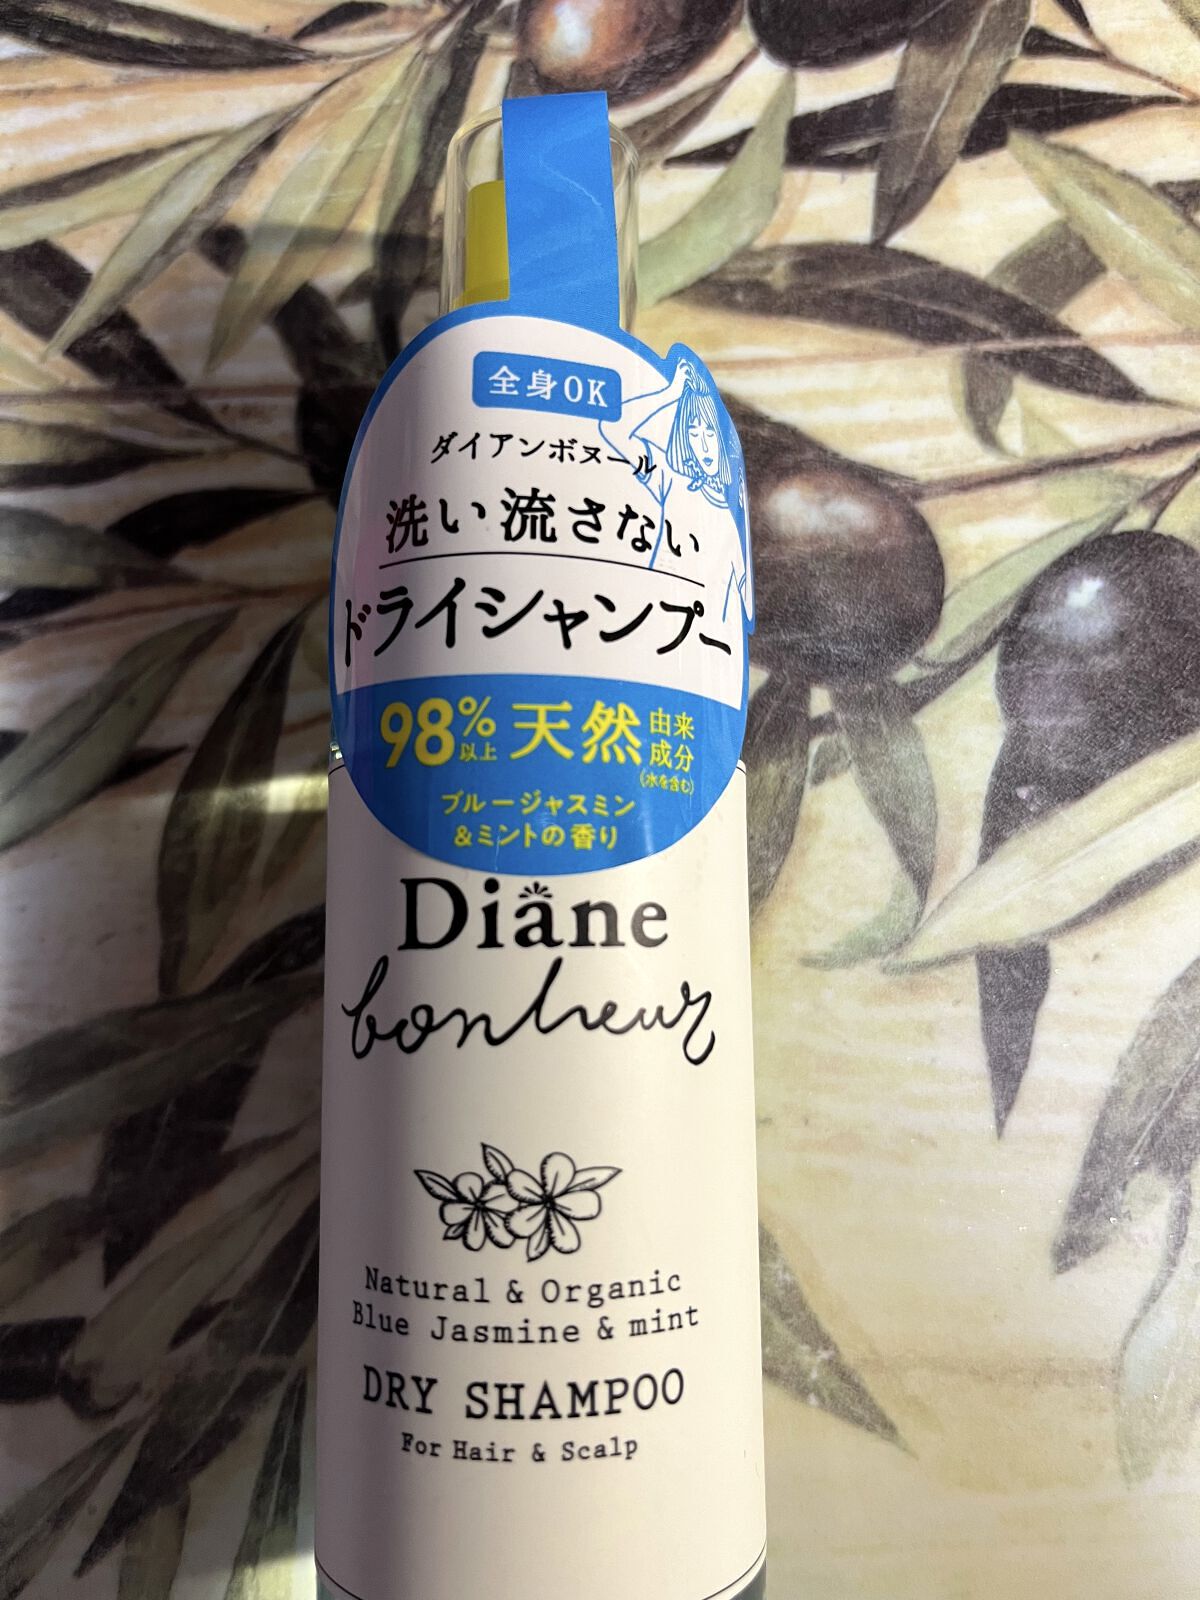 全身OK
ダイアンボヌール
洗い流さない
ドライシャンプー
98%以上天然由来成分
(水を含む)
ブルージャスミン
&ミントの香り
Diane
bonheur
Natural & Organic
Blue Jasmine & mint
DRY SHAMPOO
For Hair & Scalp